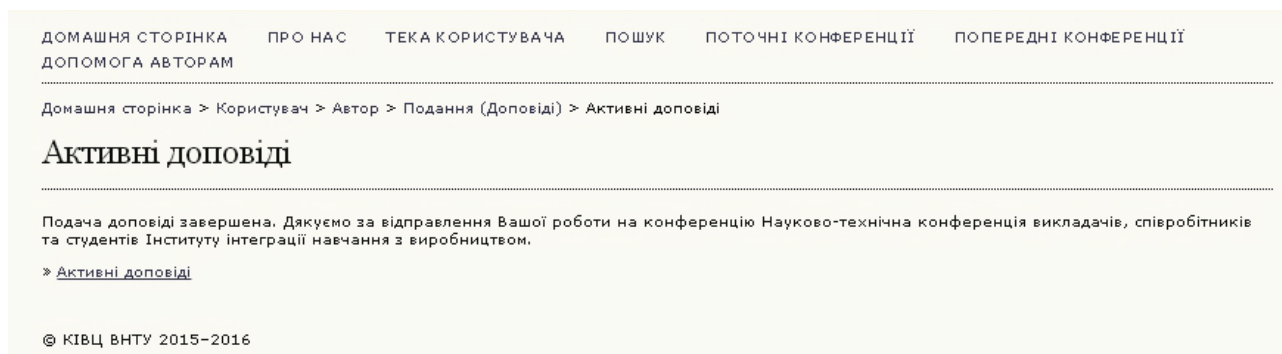 ДОМАШНЯ СТОРІНКА ПРО НАС ТЕКА КОРИСТУВАЧА ПОШУК ПОТОЧНІ КОНФЕРЕНЦІЇ ПОПЕРЕДНІ КОНФЕРЕНЦІЇ
ДОПОМОГА АВТОРАМ
Домашня сторінка > Користувач > Автор > Подання (Доповіді) > Активні доповіді
Активні доповіді
Подача доповіді завершена. Дякуємо за відправлення Вашої роботи на конференцію Науково-технічна конференція викладачів, співробітників
та студентів Інституту інтеграції навчання з виробництвом.
» Активні доповіді
© КІВЦ ВНТУ 2015–2016